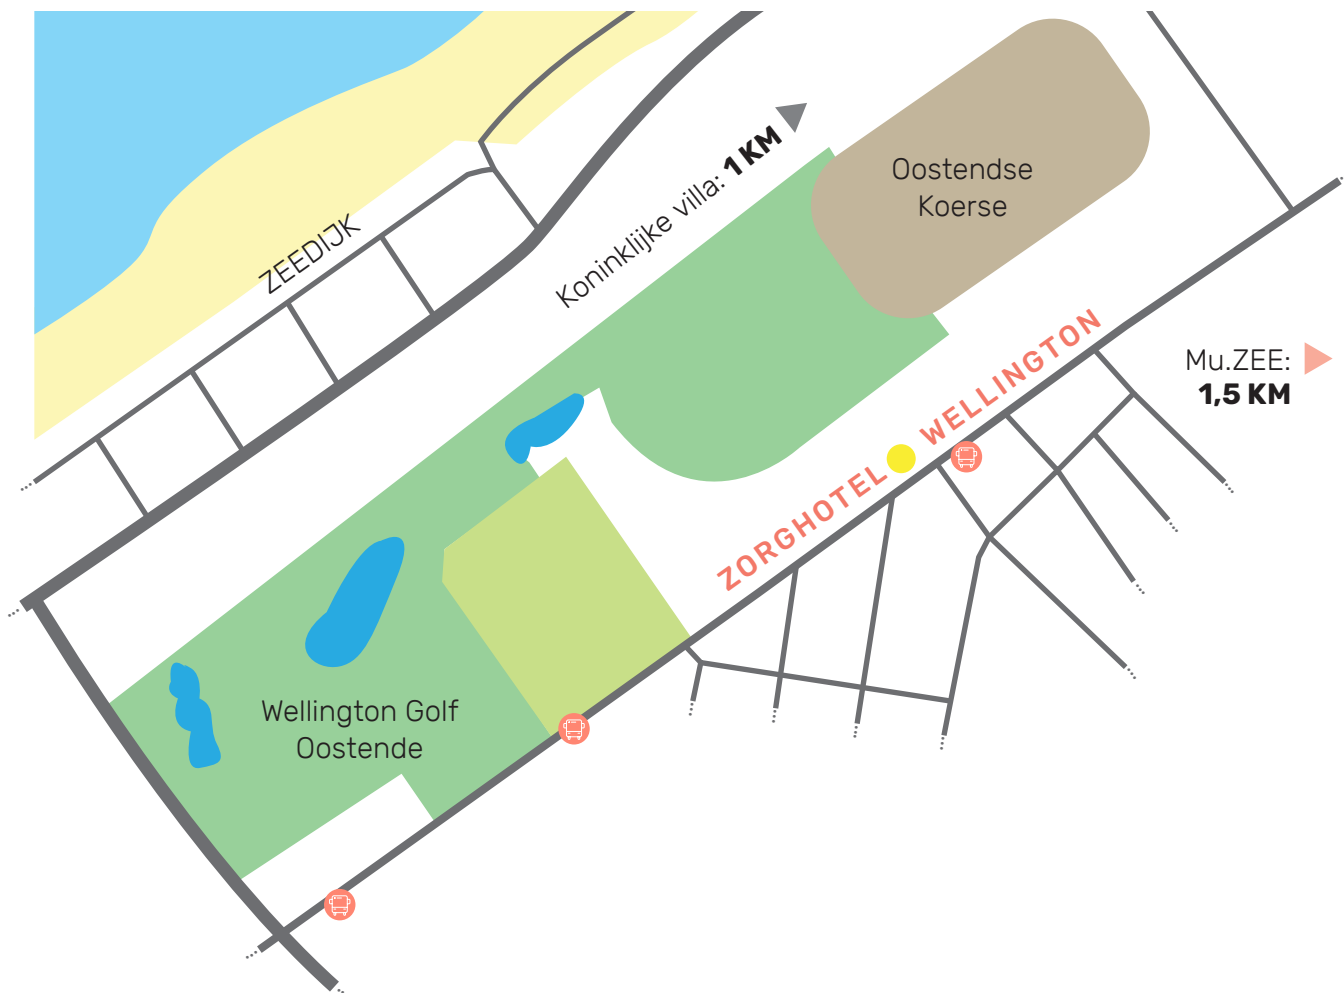 ZEEDIJK
Koninklijke villa: 1 KM
Oostendse
Koerse
ZORGHOTEL WELLINGTON
Mu.ZEE:
1,5 KM
Wellington Golf
Oostende